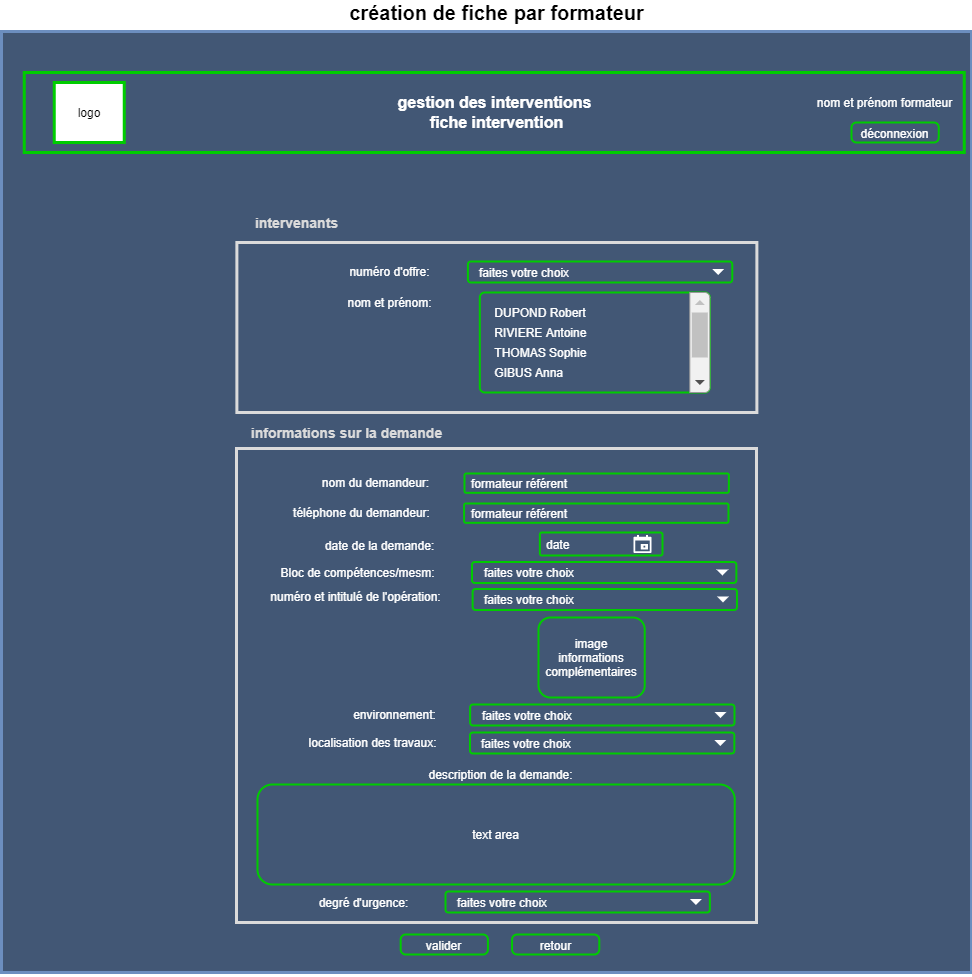 création de fiche par formateur
logo
gestion des interventions
fiche intervention
nom et prénom formateur
déconnexion
intervenants
numéro d'offre: faites votre choix
nom et prénom:
DUPOND Robert
RIVIERE Antoine
THOMAS Sophie
GIBUS Anna
informations sur la demande
nom du demandeur: formateur référent
téléphone du demandeur: formateur référent
date de la demande: date
Bloc de compétences/mesm: faites votre choix
numéro et intitulé de l'opération: faites votre choix
image
informations
complémentaires
environnement: faites votre choix
localisation des travaux: faites votre choix
description de la demande:
text area
degré d'urgence: faites votre choix
valider retour